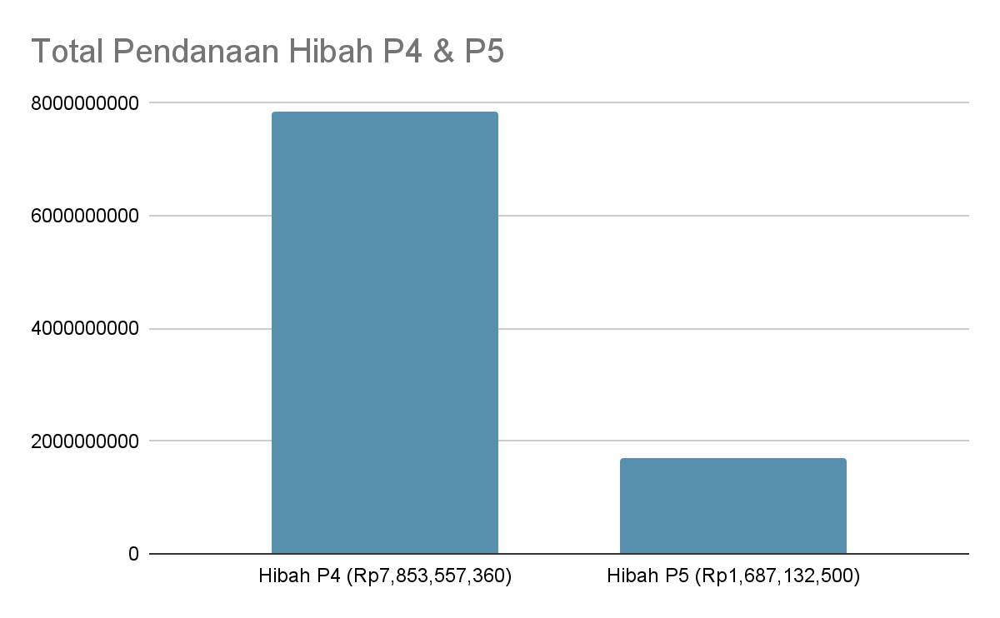 Total Pendanaan Hibah P4 & P5
8000000000
6000000000
4000000000
2000000000
0
Hibah P4 (Rp7,853,557,360)
Hibah P5 (Rp1,687,132,500)